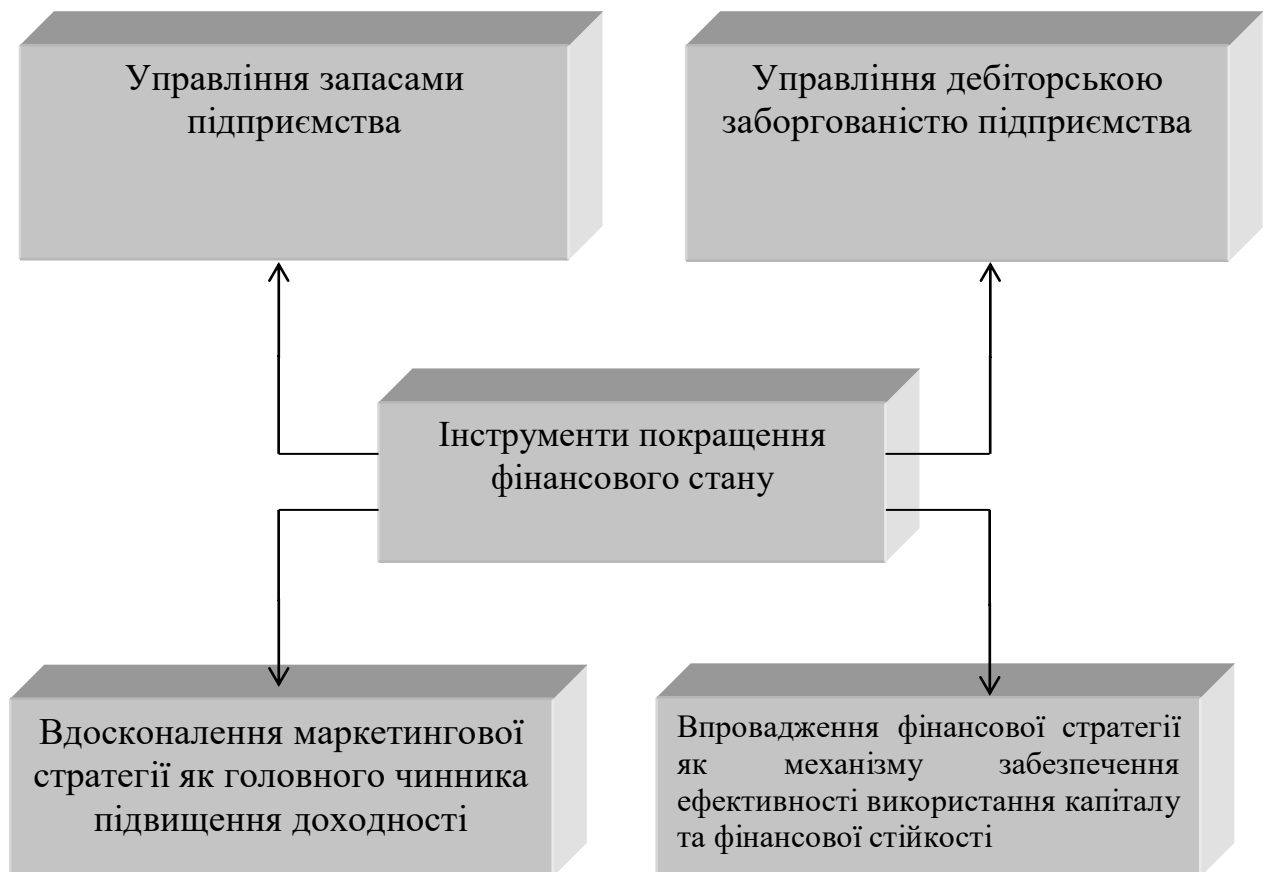 Управління запасами
підприємства
Управління дебіторською
заборгованістю підприємства
Інструменти покращення
фінансового стану
Вдосконалення маркетингової
стратегії як головного чинника
підвищення доходності
Впровадження фінансової стратегії
як механізму забезпечення
ефективності використання капіталу
та фінансової стійкості